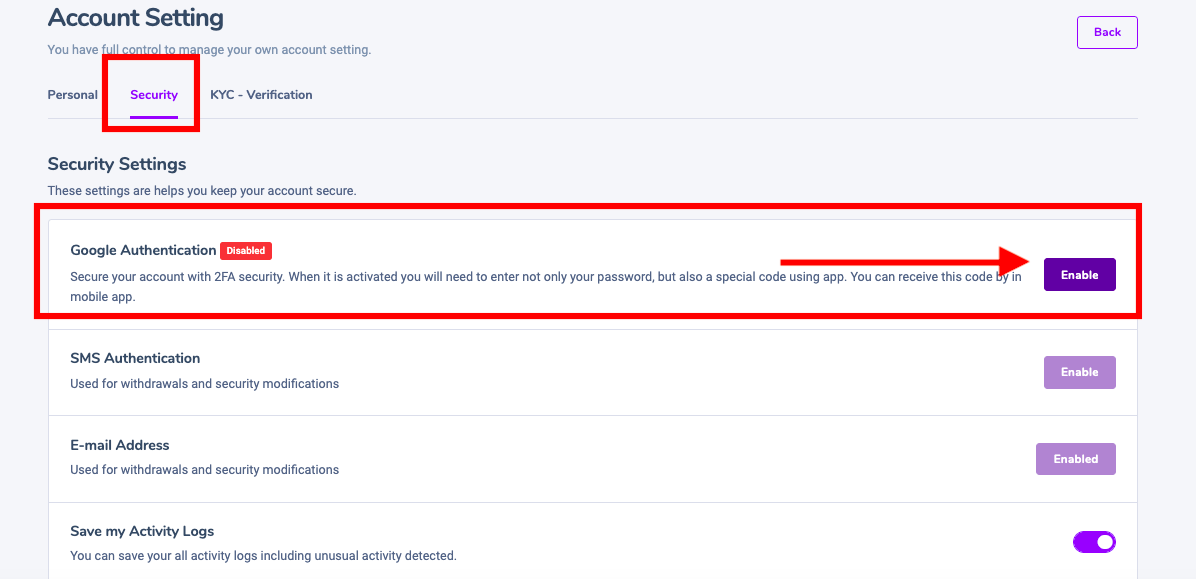 Account Setting
Back
You have full control to manage your own account setting.
Personal Security KYC - Verification
Security Settings
These settings are helps you keep your account secure.
Google Authentication Disabled
Secure your account with 2FA security. When it is activated you will need to enter not only your password, but also a special code using app. You can receive this code by in
mobile app.
Enable
SMS Authentication
Used for withdrawals and security modifications
Enable
E-mail Address
Used for withdrawals and security modifications
Enabled
Save my Activity Logs
You can save your all activity logs including unusual activity detected.